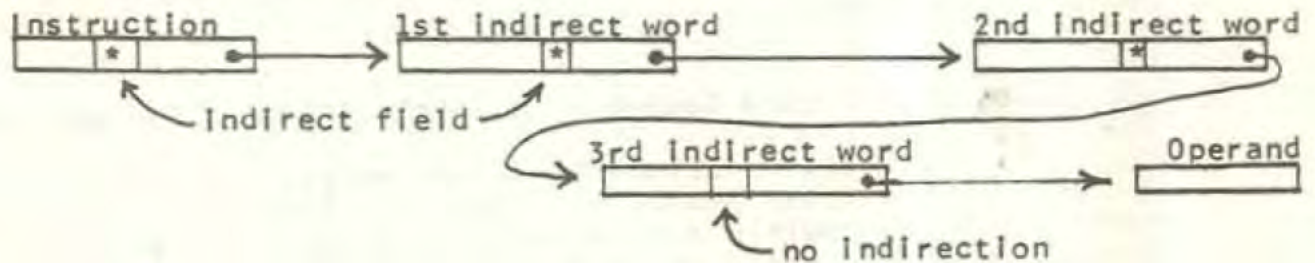 Instruction 1st indirect word 2nd indirect word
* * *
indirect field
3rd indirect word Operand
no indirection